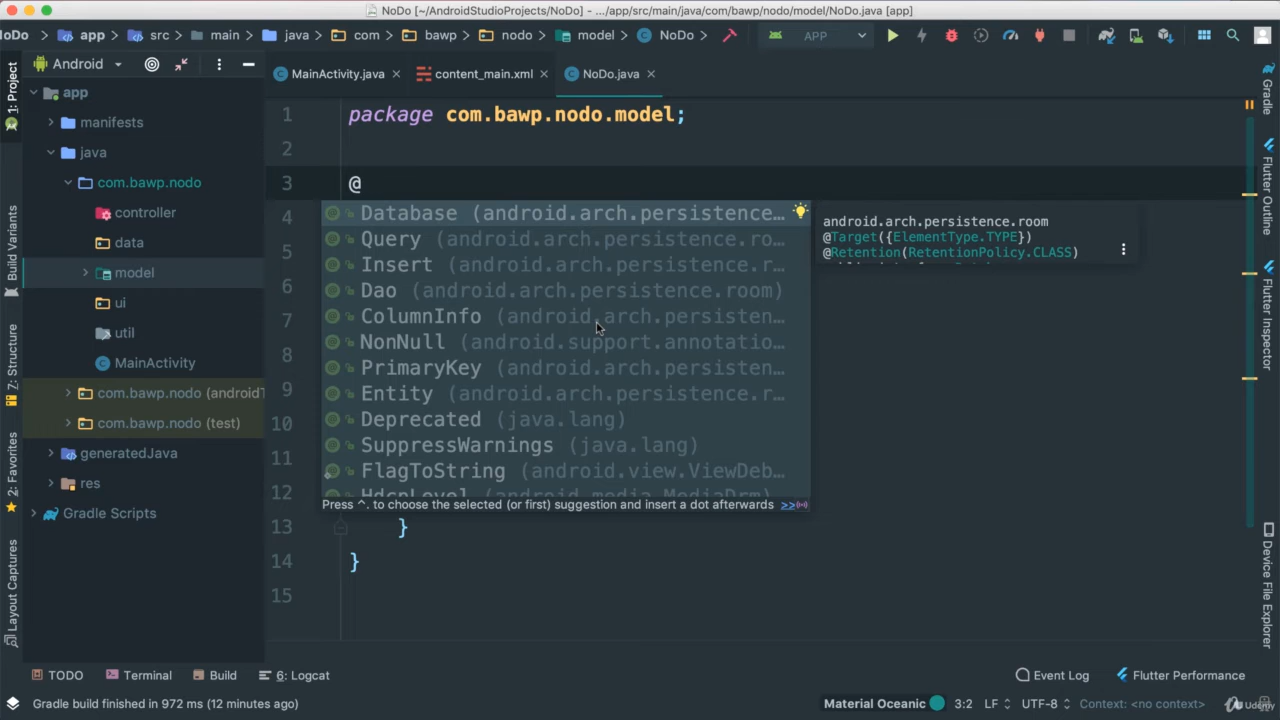 NoDo [~/AndroidStudioProjects/NoDo] - .../app/src/main/java/com/bawp/nodo/model/NoDo.java [app]
NoDo app src main java com bawp nodo model NoDo APP
1: Project
Android
MainActivity.java content_main.xml NoDo.java
Gradle
app
manifests
java
com.bawp.nodo
controller
data
model
ui
util
MainActivity
com.bawp.nodo (androidT
com.bawp.nodo (test)
generatedJava
res
Gradle Scripts
Build Variants
7: Structure
2: Favorites
Layout Captures
1 package com.bawp.nodo.model;
2
3 @
4
5
6
7
8
9
10
11
12
13 }
14 }
15
Database (android.arch.persistence...
Query (android.arch.persistence.ro...
Insert (android.arch.persistence.r...
Dao (android.arch.persistence.room)
ColumnInfo (android.arch.persisten...
NonNull (android.support.annotatio...
PrimaryKey (android.arch.persisten...
Entity (android.arch.persistence.r...
Deprecated (java.lang)
SuppressWarnings (java.lang)
FlagToString (android.view.ViewDeb...
HdcpLevel (android.media.MediaDrm)
Press ^. to choose the selected (or first) suggestion and insert a dot afterwards >>
android.arch.persistence.room
@Target({ElementType.TYPE})
@Retention(RetentionPolicy.CLASS)
Flutter Outline
Flutter Inspector
Device File Explorer
TODO Terminal Build 6: Logcat Event Log Flutter Performance
Gradle build finished in 972 ms (12 minutes ago) Material Oceanic 3:2 LF UTF-8 Context: <no context>
Udemy